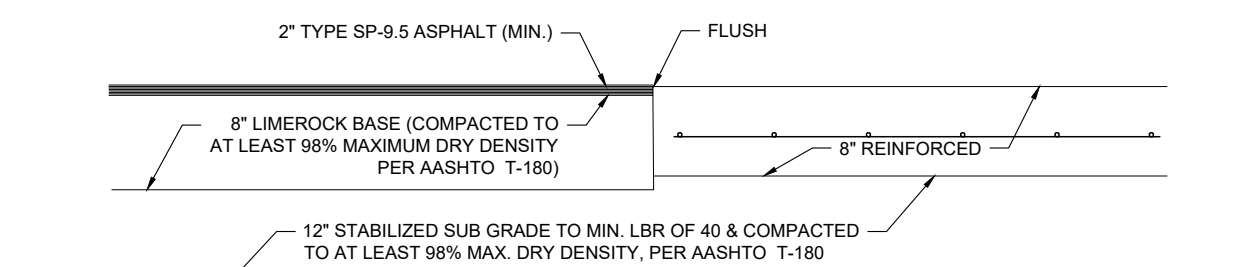 2" TYPE SP-9.5 ASPHALT (MIN.)
FLUSH
8" LIMEROCK BASE (COMPACTED TO
AT LEAST 98% MAXIMUM DRY DENSITY
PER AASHTO T-180)
8" REINFORCED
12" STABILIZED SUB GRADE TO MIN. LBR OF 40 & COMPACTED
TO AT LEAST 98% MAX. DRY DENSITY, PER AASHTO T-180